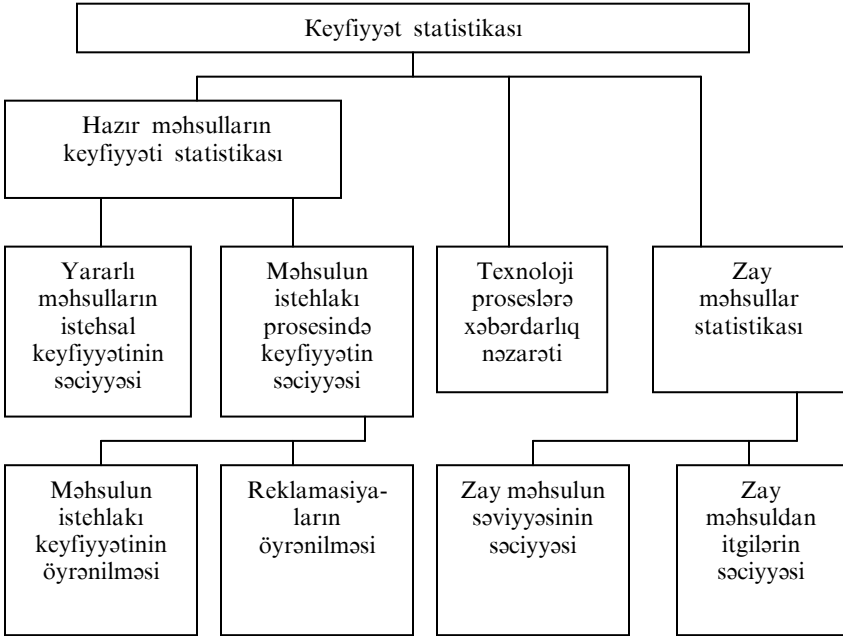 Keyfiyyət statistikası
Hazır məhsulların
keyfiyyəti statistikası
Yararlı
məhsulların
istehsal
keyfiyyətinin
səciyyəsi
Məhsulun
istehlakı
prosesində
keyfiyyətin
səciyyəsi
Texnoloji
proseslərə
xəbərdarlıq
nəzarəti
Zay
məhsullar
statistikası
Məhsulun
istehlakı
keyfiyyətinin
öyrənilməsi
Reklamasiya-
ların
öyrənilməsi
Zay məhsulun
səviyyəsinin
səciyyəsi
Zay
məhsuldan
itgilərin
səciyyəsi